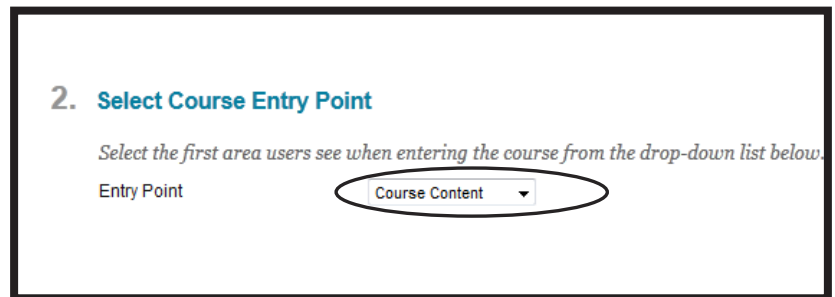 2. Select Course Entry Point
Select the first area users see when entering the course from the drop-down list below.
Entry Point Course Content